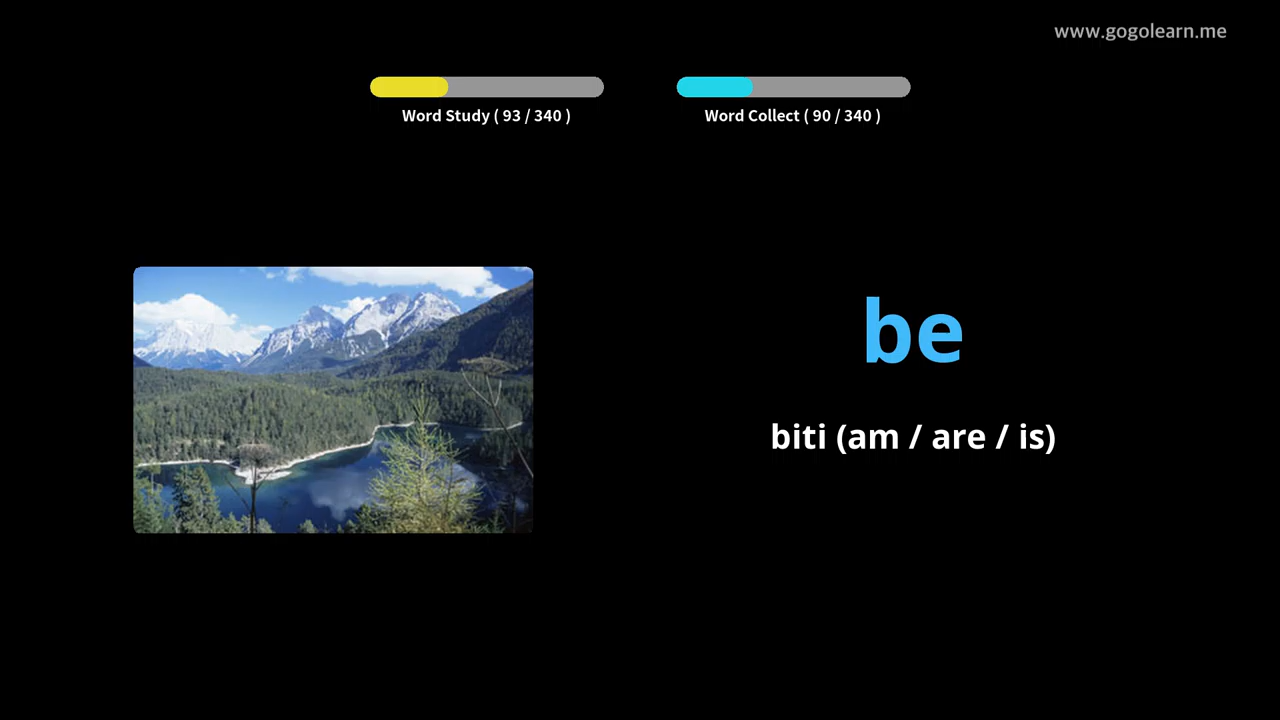 www.gogolearn.me
Word Study ( 93 / 340 )
Word Collect ( 90 / 340 )
be
biti (am / are / is)